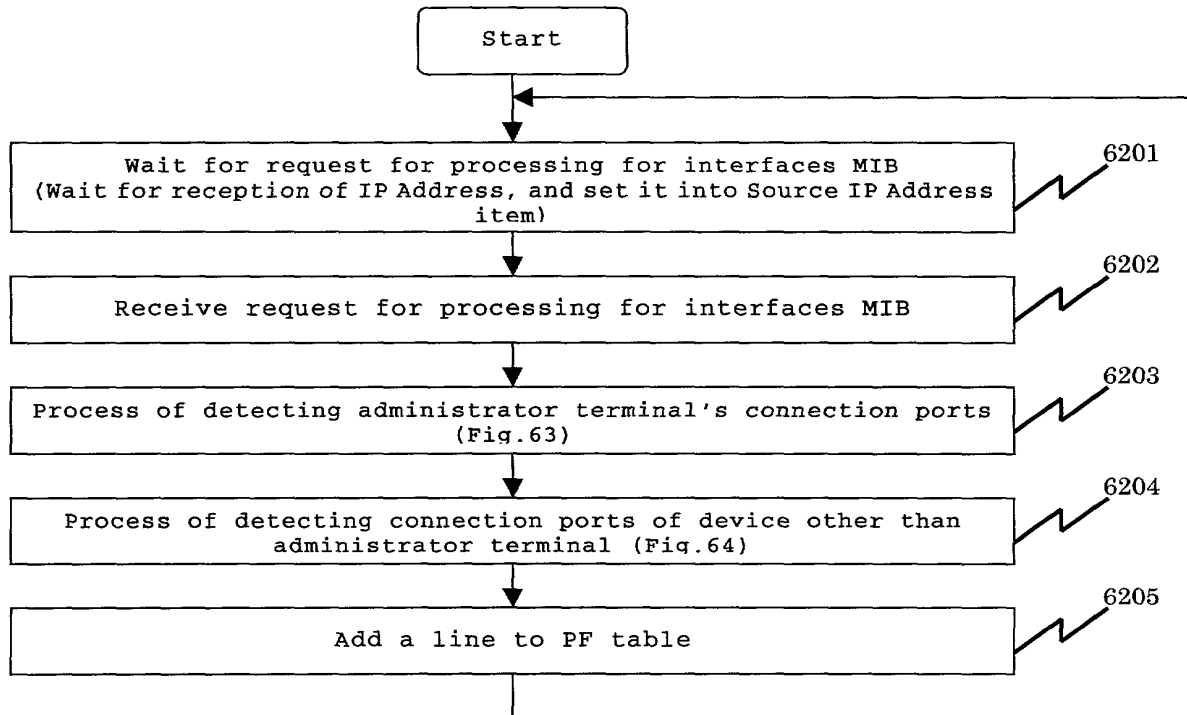 Start
Wait for request for processing for interfaces MIB
(Wait for reception of IP Address, and set it into Source IP Address
item)
6201
Receive request for processing for interfaces MIB
6202
Process of detecting administrator terminal's connection ports
(Fig.63)
6203
Process of detecting connection ports of device other than
administrator terminal (Fig.64)
6204
Add a line to PF table
6205